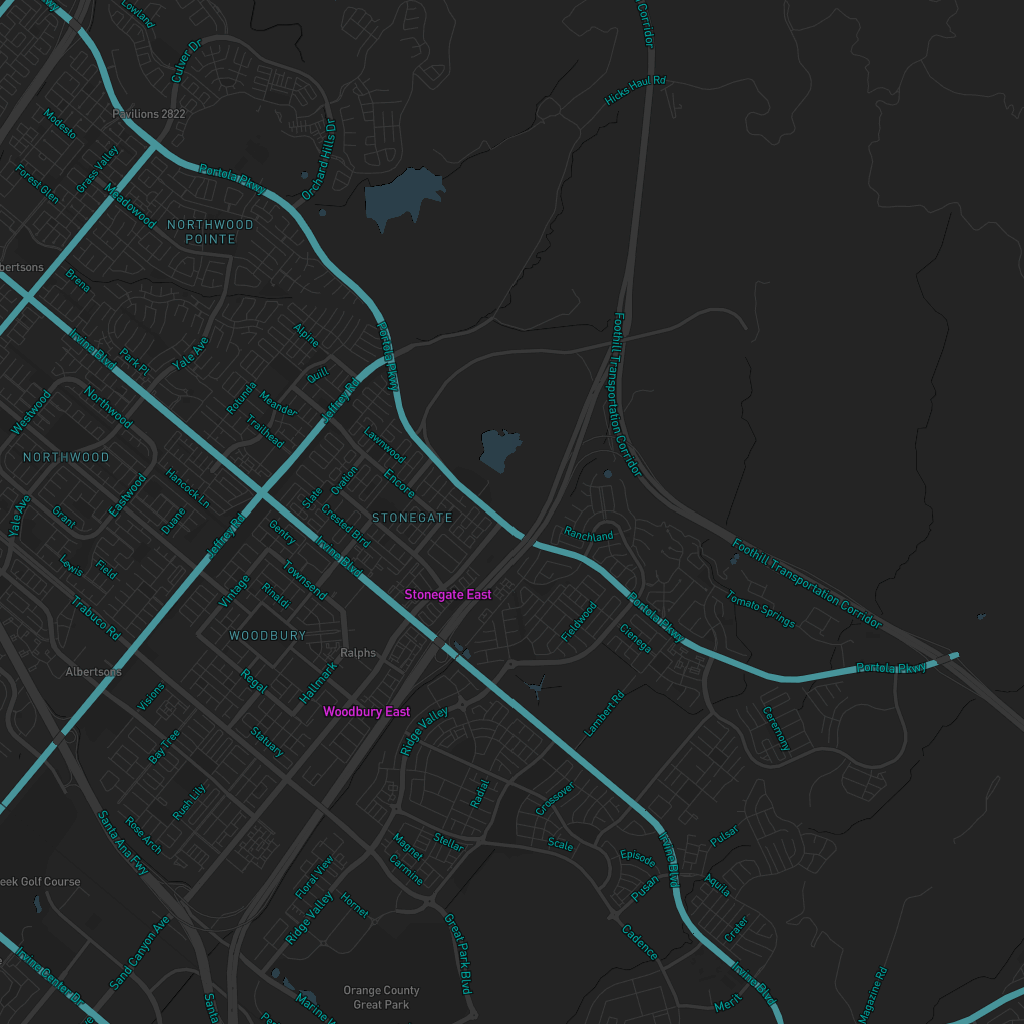 Lowland
Corridor
Culver Dr
Hicks Haul Rd
Pavilions 2822
Modesto
Orchard Hills Dr
Grass Valley
Portola Pkwy
Forest Glen
Meadowood
NORTHWOOD
POINTE
Brena
Foothill Transportation Corridor
Irvine Blvd
Alpine
Portola Pkwy
Park Pl
Yale Ave
Quill
Jeffrey Rd
Rotunda
Meander
Westwood
Northwood
Trailhead
Lawnwood
NORTHWOOD
Hancock Ln
Ovation
Encore
Eastwood
Slate
Yale Ave
Grant
Duane
Crested Bird
STONEGATE
Gentry
Jeffrey Rd
Ranchland
Irvine Blvd
Foothill Transportation Corridor
Lewis
Field
Townsend
Vintage
Rinaldi
Stonegate East
Tomato Springs
Trabuco Rd
Portola Pkwy
Fieldwood
WOODBURY
Cienega
Ralphs
Albertsons
Portola Pkwy
Regal
Hallmark
Visions
Woodbury East
Lambert Rd
Ridge Valley
Ceremony
Bay Tree
Statuary
Radial
Crossover
Rush Lily
Rose Arch
Santa Ana Fwy
Magnet
Stellar
Scale
Pulsar
Irvine Blvd
Episode
Carmine
Floral View
Pusan
Aquila
Hornet
Ridge Valley
Crater
Great Park Blvd
Cadence
Sand Canyon Ave
Irvine Center Dr
Irvine Blvd
Orange County
Great Park
Merit
Magazine Rd
Santa